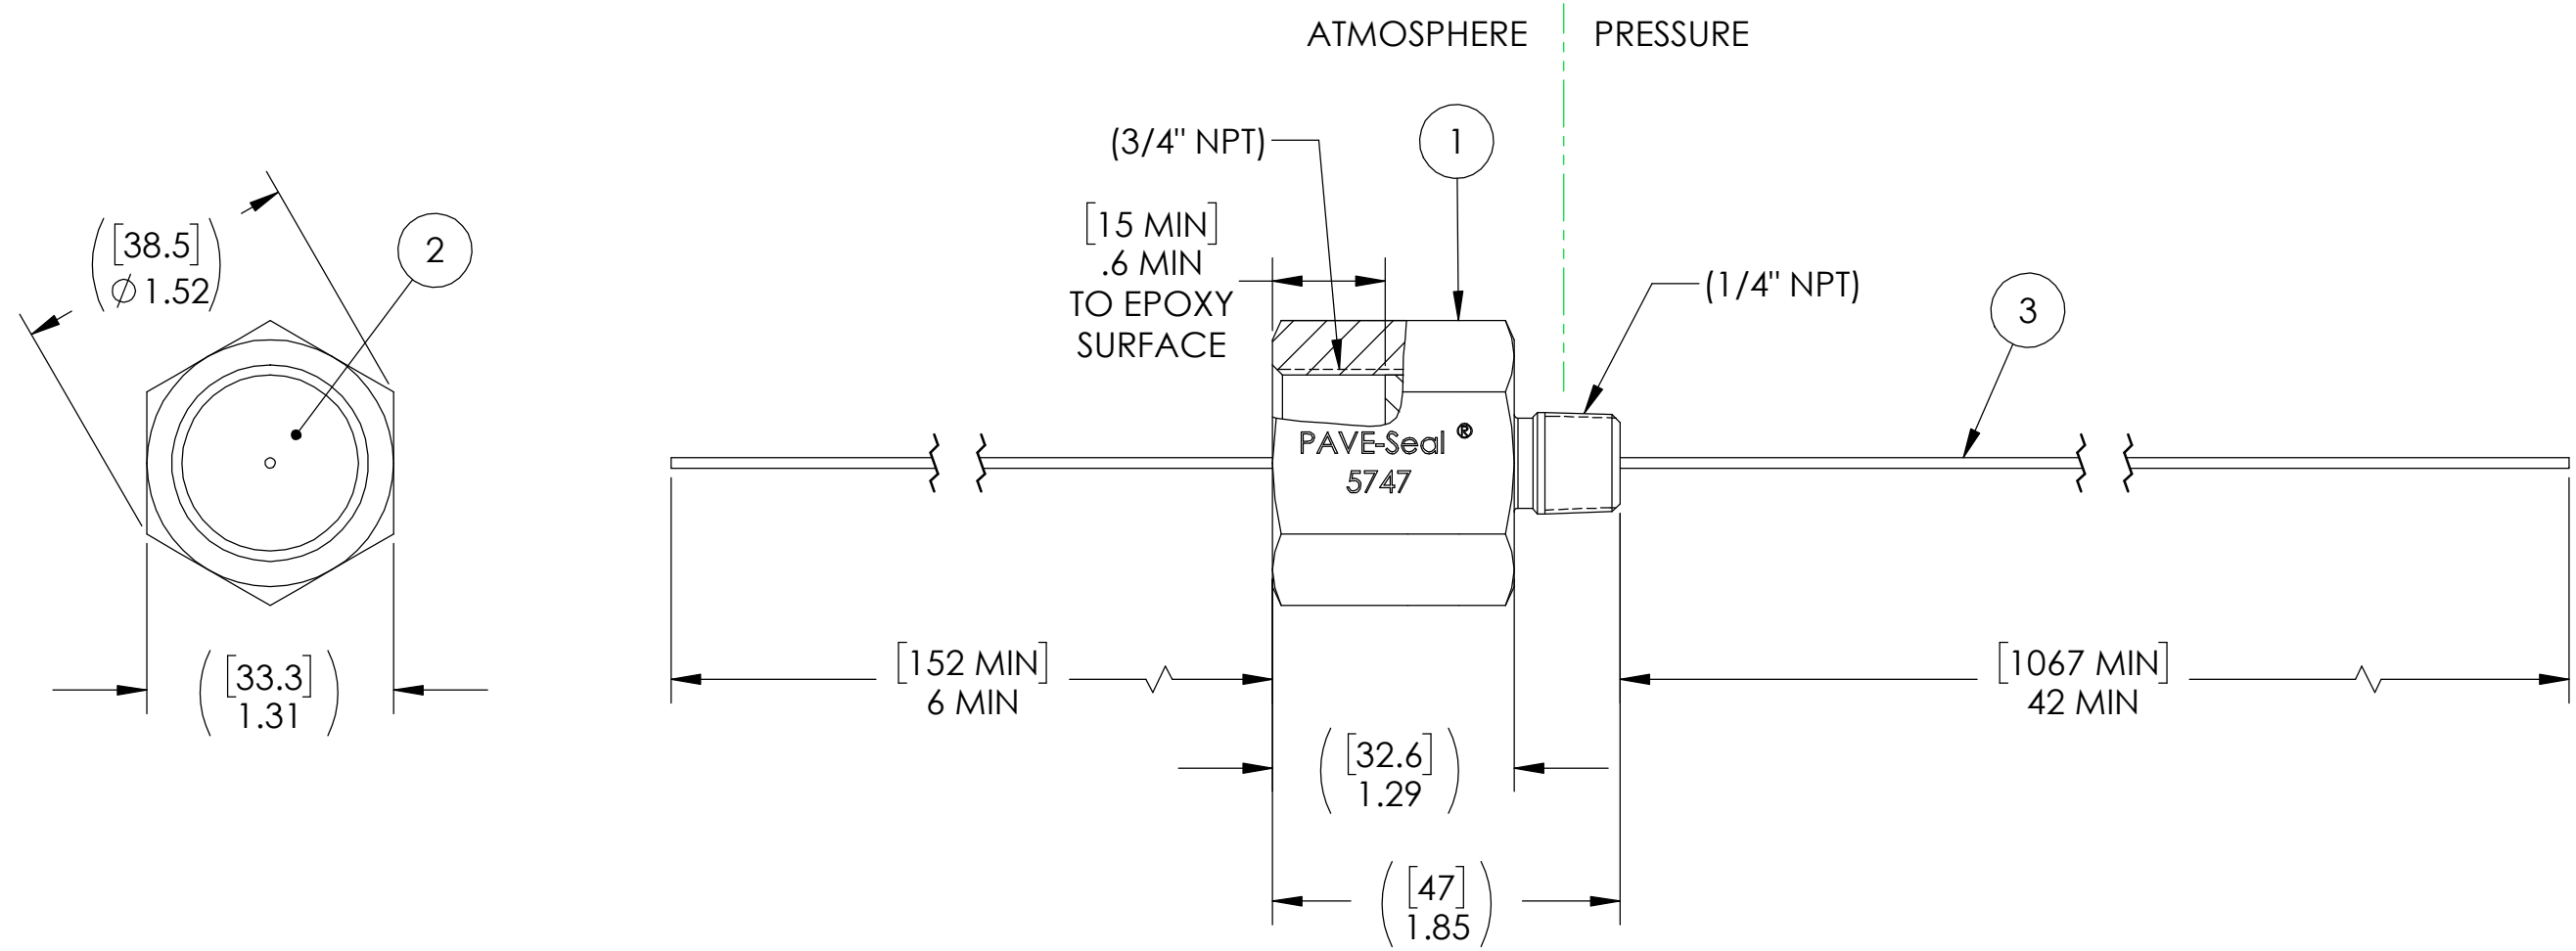 ATMOSPHERE
PRESSURE
(3/4" NPT)
1
[15 MIN]
.6 MIN
TO EPOXY
SURFACE
([38.5]
⌀ 1.52)
2
(1/4" NPT)
3
PAVE-Seal ®
5747
([33.3]
1.31)
[152 MIN]
6 MIN
[1067 MIN]
42 MIN
([32.6]
1.29)
([47]
1.85)